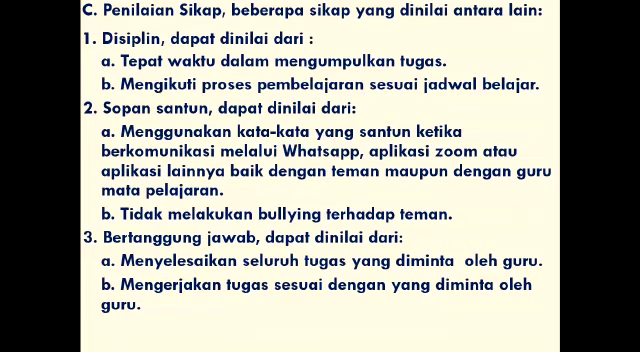 C. Penilaian Sikap, beberapa sikap yang dinilai antara lain:
1. Disiplin, dapat dinilai dari :
a. Tepat waktu dalam mengumpulkan tugas.
b. Mengikuti proses pembelajaran sesuai jadwal belajar.
2. Sopan santun, dapat dinilai dari:
a. Menggunakan kata-kata yang santun ketika
berkomunikasi melalui Whatsapp, aplikasi zoom atau
aplikasi lainnya baik dengan teman maupun dengan guru
mata pelajaran.
b. Tidak melakukan bullying terhadap teman.
3. Bertanggung jawab, dapat dinilai dari:
a. Menyelesaikan seluruh tugas yang diminta oleh guru.
b. Mengerjakan tugas sesuai dengan yang diminta oleh
guru.